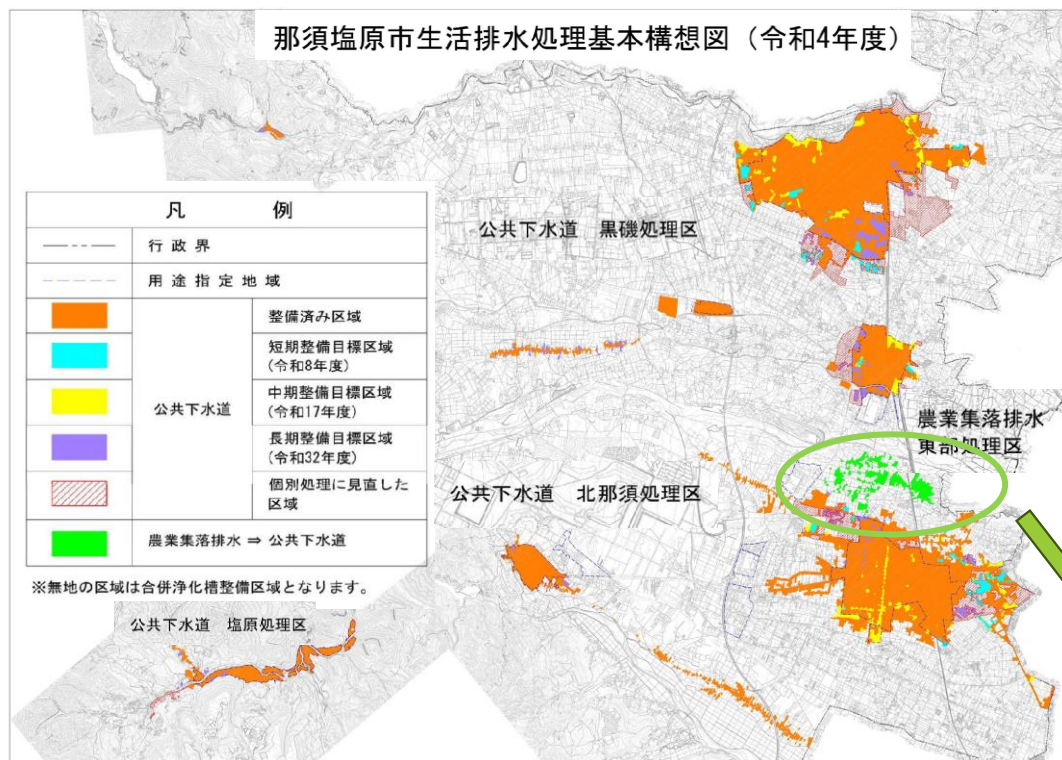 那須塩原市生活排水処理基本構想図（令和4年度）
公共下水道　黒磯処理区
凡　例
行政界
用途指定地域
公共下水道
整備済み区域
短期整備目標区域
(令和8年度)
中期整備目標区域
(令和17年度)
長期整備目標区域
(令和32年度)
個別処理に見直した
区域
農業集落排水 ⇒ 公共下水道
※無地の区域は合併浄化槽整備区域となります。
農業集落排水
東部処理区
公共下水道　北那須処理区
公共下水道　塩原処理区